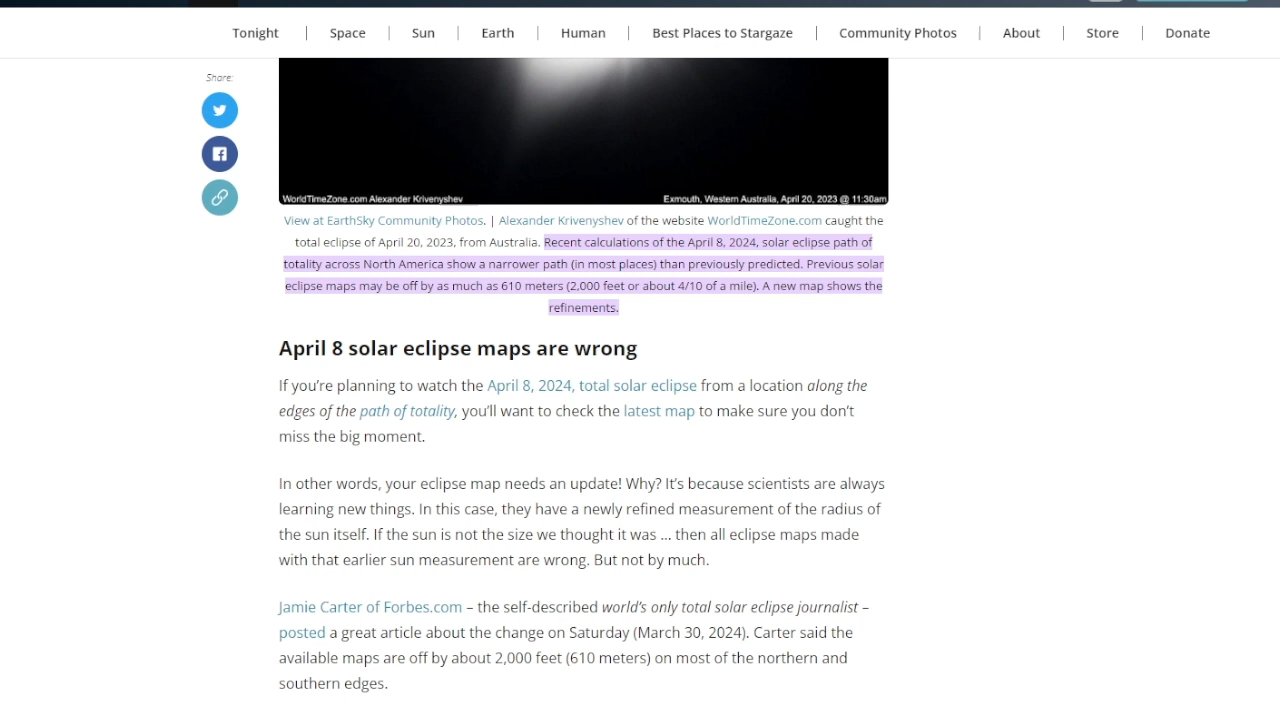 Tonight | Space | Sun | Earth | Human | Best Places to Stargaze | Community Photos | About | Store | Donate
Share:
WorldTimeZone.com Alexander Krivenyshev
Exmouth, Western Australia, April 20, 2023 @ 11:30am
View at EarthSky Community Photos. | Alexander Krivenyshev of the website WorldTimeZone.com caught the
total eclipse of April 20, 2023, from Australia. Recent calculations of the April 8, 2024, solar eclipse path of
totality across North America show a narrower path (in most places) than previously predicted. Previous solar
eclipse maps may be off by as much as 610 meters (2,000 feet or about 4/10 of a mile). A new map shows the
refinements.
April 8 solar eclipse maps are wrong
If you’re planning to watch the April 8, 2024, total solar eclipse from a location along the
edges of the path of totality, you’ll want to check the latest map to make sure you don’t
miss the big moment.
In other words, your eclipse map needs an update! Why? It’s because scientists are always
learning new things. In this case, they have a newly refined measurement of the radius of
the sun itself. If the sun is not the size we thought it was … then all eclipse maps made
with that earlier sun measurement are wrong. But not by much.
Jamie Carter of Forbes.com – the self-described world’s only total solar eclipse journalist –
posted a great article about the change on Saturday (March 30, 2024). Carter said the
available maps are off by about 2,000 feet (610 meters) on most of the northern and
southern edges.